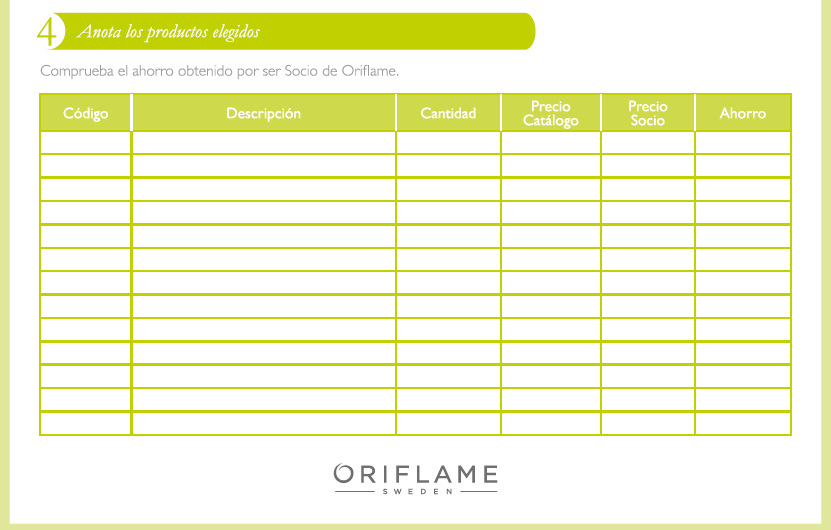 4 Anota los productos elegidos
Comprueba el ahorro obtenido por ser Socio de Oriflame.
Código Descripción Cantidad Precio Catálogo Precio Socio Ahorro
ORIFLAME
SWEDEN